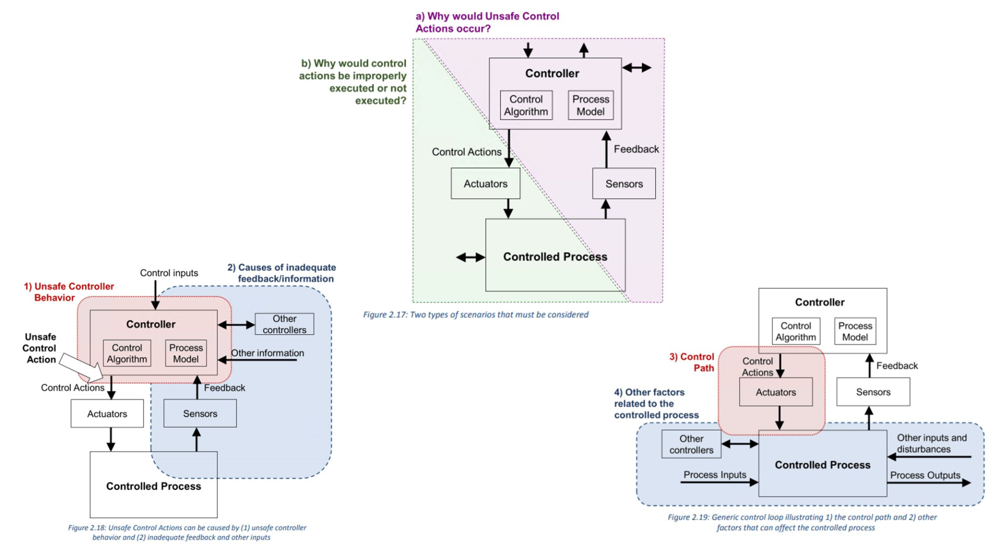 a) Why would Unsafe Control
Actions occur?
b) Why would control
actions be improperly
executed or not
executed?
Controller
Control
Algorithm
Process
Model
Control Actions
Feedback
Actuators
Sensors
Controlled Process
Figure 2.17: Two types of scenarios that must be considered
Control inputs
2) Causes of inadequate
feedback/information
1) Unsafe Controller
Behavior
Controller
Other
controllers
Unsafe
Control
Action
Control
Algorithm
Process
Model
Other information
Control Actions
Feedback
Actuators
Sensors
Controlled Process
Figure 2.18: Unsafe Control Actions can be caused by (1) unsafe controller
behavior and (2) inadequate feedback and other inputs
Controller
Control
Algorithm
Process
Model
3) Control
Path
Control
Actions
Feedback
Actuators
Sensors
4) Other factors
related to the
controlled process
Other
controllers
Other inputs and
disturbances
Controlled Process
Process Inputs
Process Outputs
Figure 2.19: Generic control loop illustrating 1) the control path and 2) other
factors that can affect the controlled process